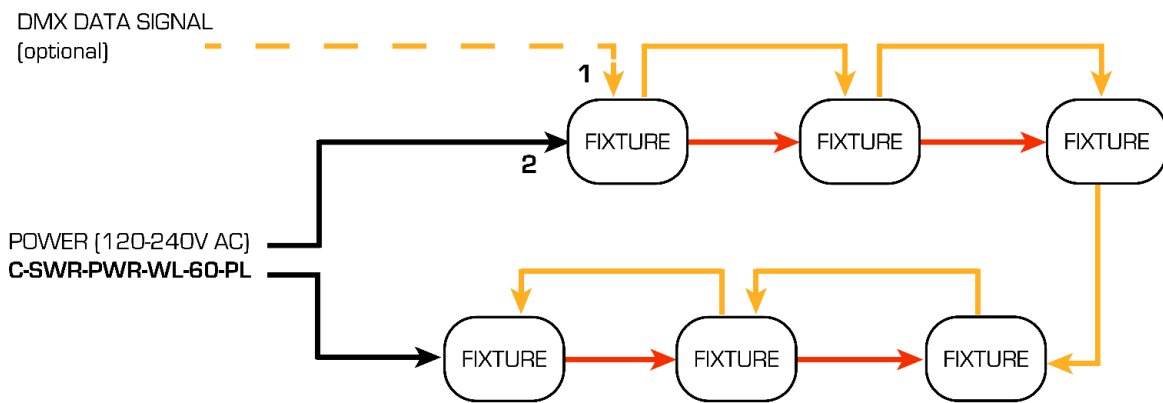 DMX DATA SIGNAL
(optional)
1
FIXTURE
FIXTURE
FIXTURE
2
POWER (120-240V AC)
C-SWR-PWR-WL-60-PL
FIXTURE
FIXTURE
FIXTURE